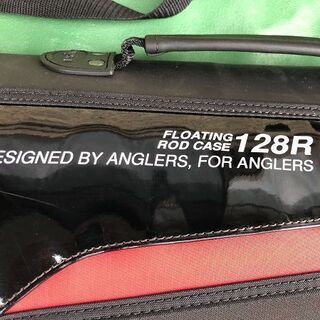 FLOATING
ROD CASE 128R
ESIGNED BY ANGLERS, FOR ANGLERS